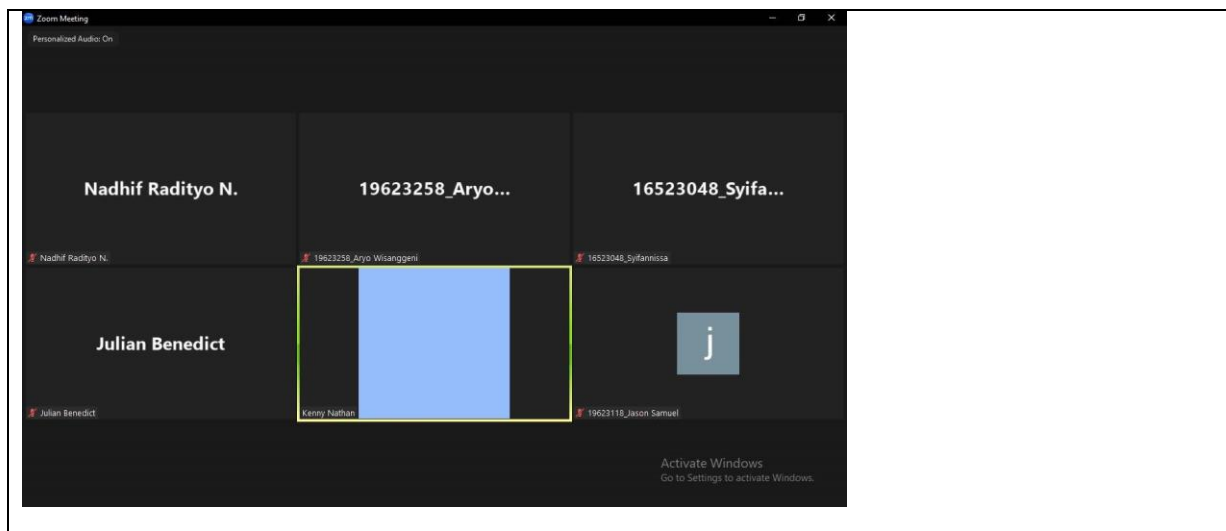 Zoom Meeting
Personalized Audio: On
Nadhif Radityo N.
19623258_Aryo...
16523048_Syifa...
Nadhif Radityo N.
19623258_Aryo Wisanggeni
16523048_Syifannissa
Julian Benedict
j
Julian Benedict
Kenny Nathan
19623118_Jason Samuel
Activate Windows
Go to Settings to activate Windows.